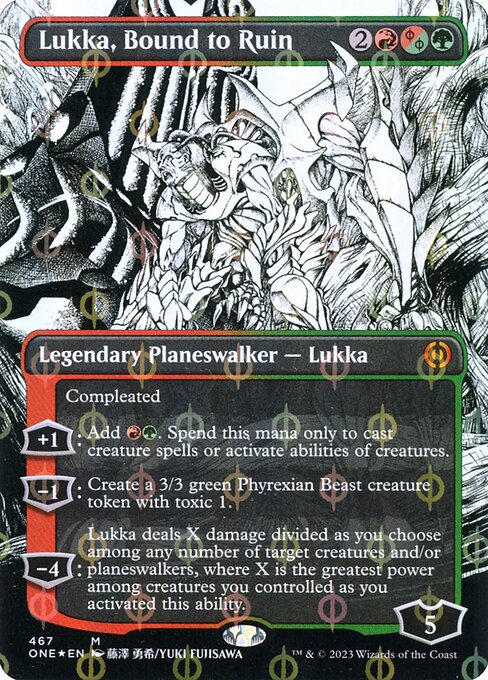 Lukka, Bound to Ruin 2
Legendary Planeswalker — Lukka
Compleated
+1: Add . Spend this mana only to cast
creature spells or activate abilities of creatures.
-1: Create a 3/3 green Phyrexian Beast creature
token with toxic 1.
Lukka deals X damage divided as you choose
among any number of target creatures and/or
-4: planeswalkers, where X is the greatest power
among creatures you controlled as you
activated this ability.
5
467 M
ONE★EN 藤澤 勇希/YUKI FUJISAWA
™ & © 2023 Wizards of the Coast